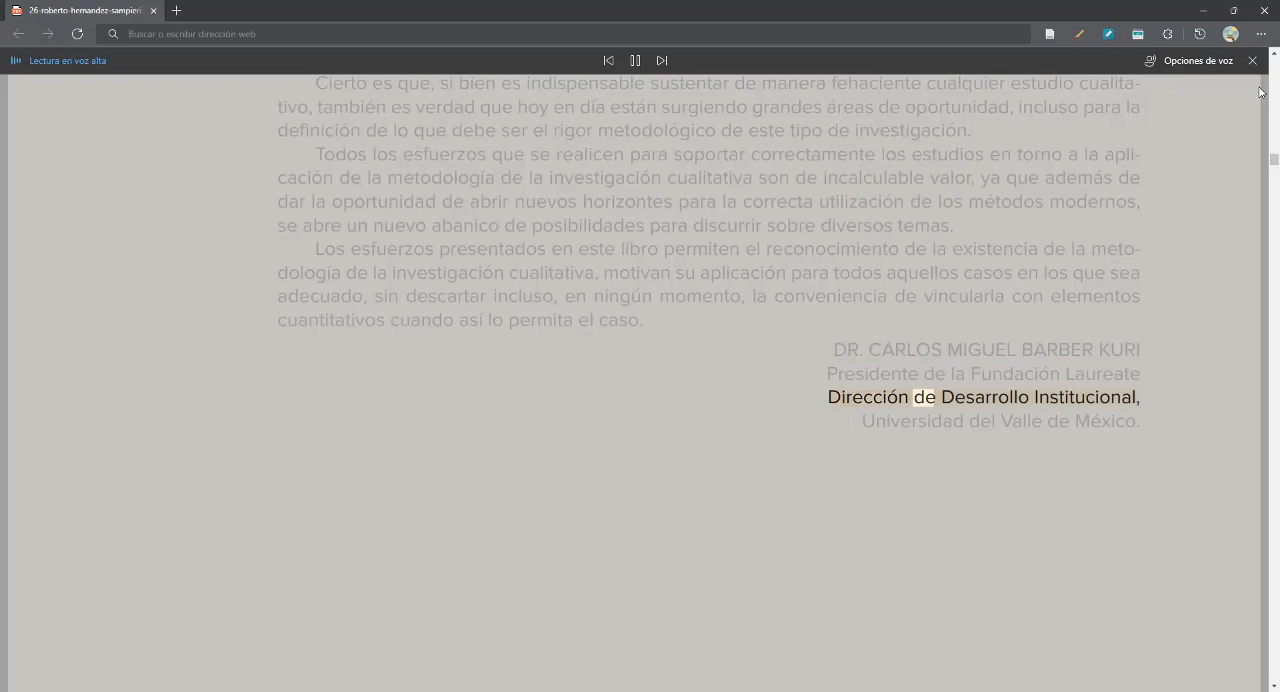 26-roberto-hernandez-sampieri
Buscar o escribir dirección web
Lectura en voz alta
Opciones de voz
Cierto es que, si bien es indispensable sustentar de manera fehaciente cualquier estudio cualita-
tivo, también es verdad que hoy en día están surgiendo grandes áreas de oportunidad, incluso para la
definición de lo que debe ser el rigor metodológico de este tipo de investigación.
Todos los esfuerzos que se realicen para soportar correctamente los estudios en torno a la apli-
cación de la metodología de la investigación cualitativa son de incalculable valor, ya que además de
dar la oportunidad de abrir nuevos horizontes para la correcta utilización de los métodos modernos,
se abre un nuevo abanico de posibilidades para discurrir sobre diversos temas.
Los esfuerzos presentados en este libro permiten el reconocimiento de la existencia de la meto-
dología de la investigación cualitativa, motivan su aplicación para todos aquellos casos en los que sea
adecuado, sin descartar incluso, en ningún momento, la conveniencia de vincularla con elementos
cuantitativos cuando así lo permita el caso.
DR. CARLOS MIGUEL BARBER KURI
Presidente de la Fundación Laureate
Dirección de Desarrollo Institucional,
Universidad del Valle de México.